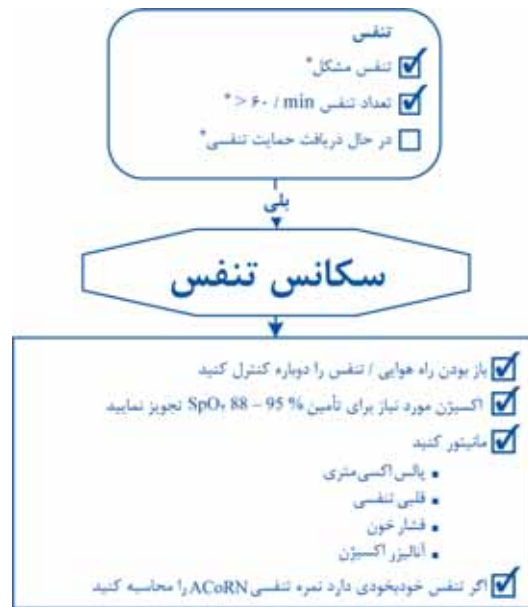 تنفس
تنفس مشکل*
تعداد تنفس min / ۶۰ < *
در حال دریافت حمایت تنفسی*
بلی
سکانس تنفس
باز بودن راه هوایی / تنفس را دوباره کنترل کنید
اکسیژن مورد نیاز برای تأمین % 95 – 88 SpO₂ تجویز نمایید
مانیتور کنید
▪ پالس اکسی‌متری
▪ قلبی تنفسی
▪ فشار خون
▪ آنالیزر اکسیژن
اگر تنفس خودبخودی دارد نمره تنفسی ACoRN را محاسبه کنید